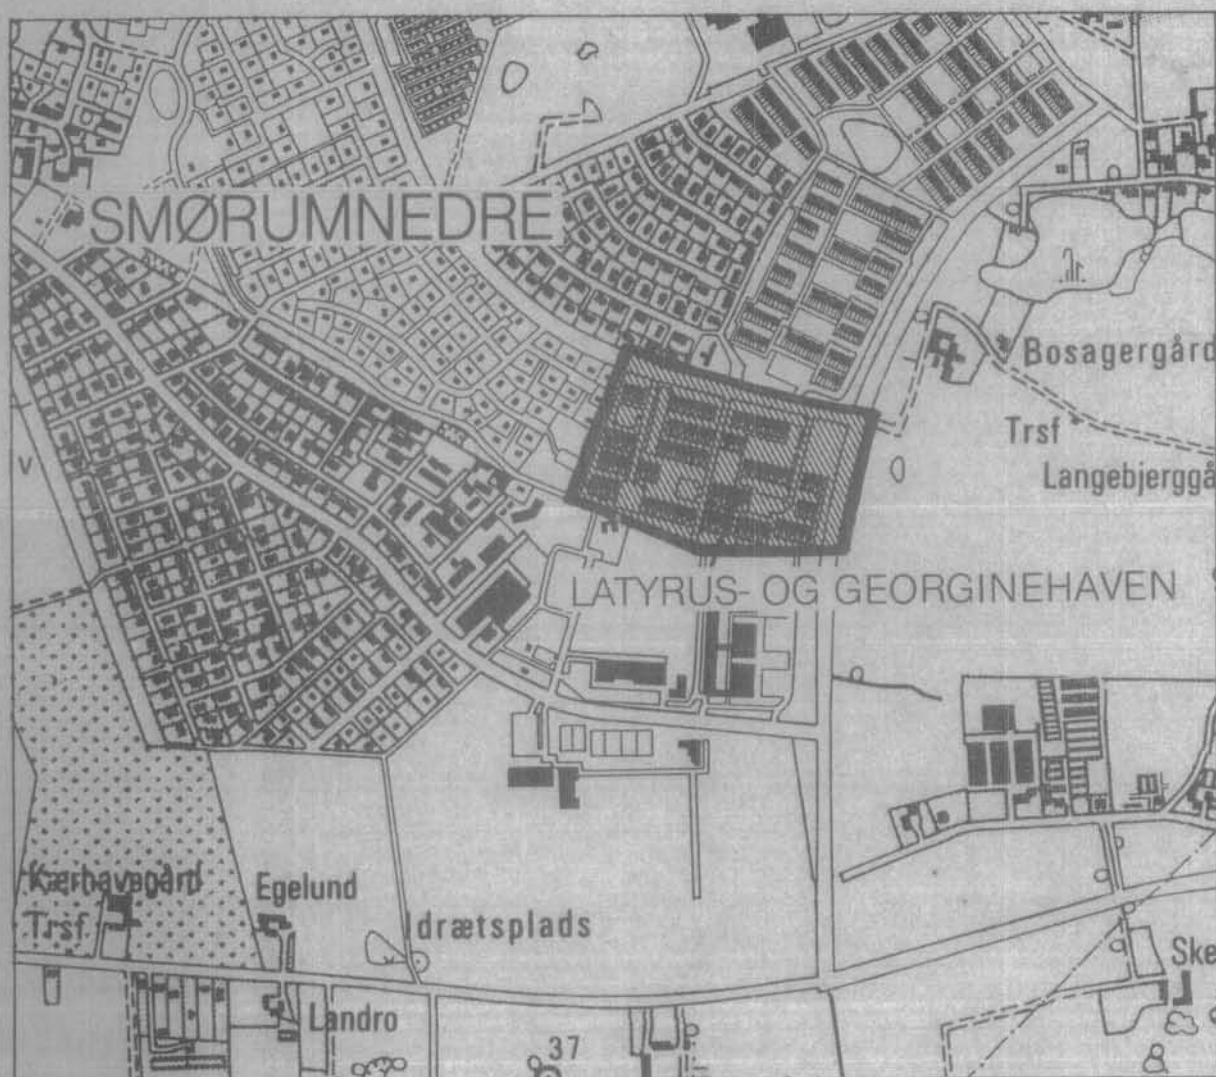 SMØRUMNEDRE
Bosagergård
Trsf
Langebjerggå
V
LATYRUS- OG GEORGINEHAVEN
Kærhavegård
Egelund
Trsf
Idrætsplads
Ske
Landro
37